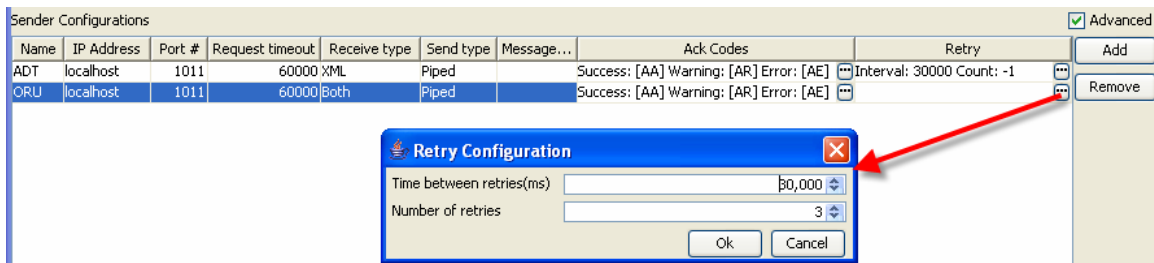 Sender Configurations Advanced
Name IP Address Port # Request timeout Receive type Send type Message... Ack Codes Retry Add
ADT localhost 1011 60000 XML Piped Success: [AA] Warning: [AR] Error: [AE] Interval: 30000 Count: -1
ORU localhost 1011 60000 Both Piped Success: [AA] Warning: [AR] Error: [AE] Remove
Retry Configuration
Time between retries(ms) 30,000
Number of retries 3
Ok Cancel